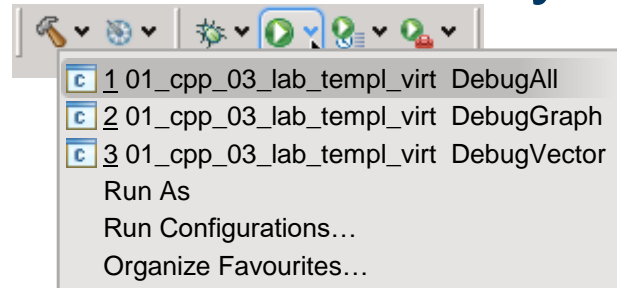 1 01_cpp_03_lab_templ_virt DebugAll
2 01_cpp_03_lab_templ_virt DebugGraph
3 01_cpp_03_lab_templ_virt DebugVector
Run As
Run Configurations…
Organize Favourites…